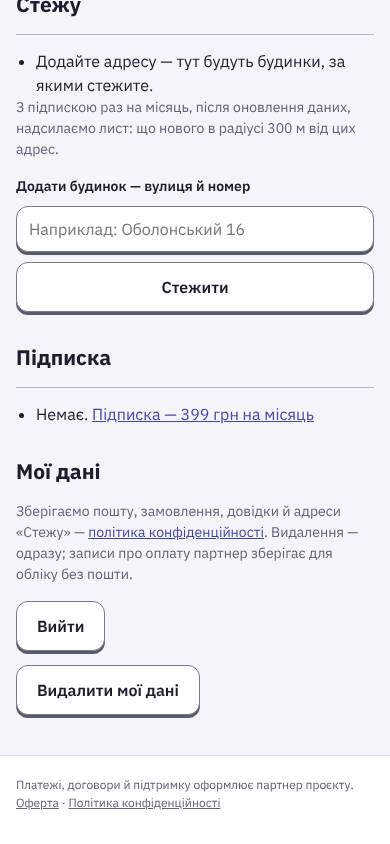 Стежу
• Додайте адресу — тут будуть будинки, за
якими стежите.
З підпискою раз на місяць, після оновлення даних,
надсилаємо лист: що нового в радіусі 300 м від цих
адрес.
Додати будинок — вулиця й номер
Наприклад: Оболонський 16
Стежити
Підписка
• Немає. Підписка — 399 грн на місяць
Мої дані
Зберігаємо пошту, замовлення, довідки й адреси
«Стежу» — політика конфіденційності. Видалення —
одразу; записи про оплату партнер зберігає для
обліку без пошти.
Вийти
Видалити мої дані
Платежі, договори й підтримку оформлює партнер проєкту.
Оферта · Політика конфіденційності